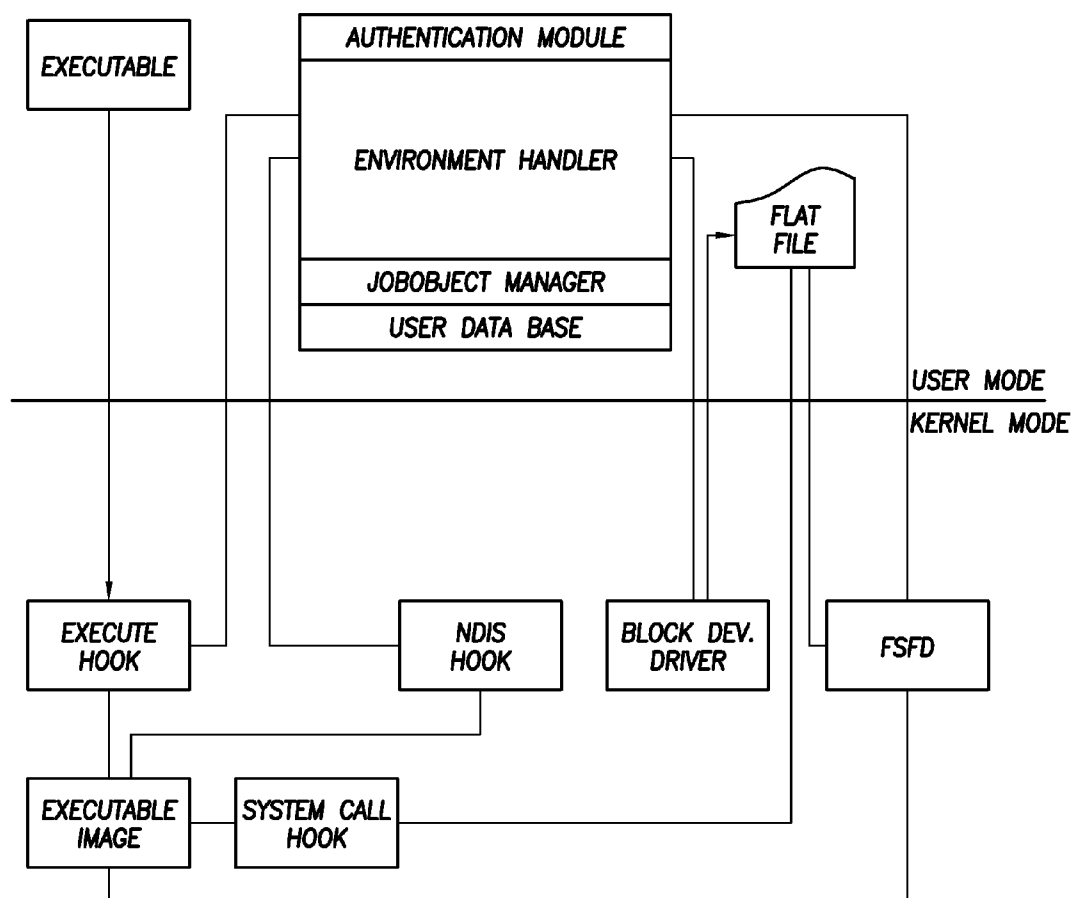 AUTHENTICATION MODULE
EXECUTABLE
ENVIRONMENT HANDLER
FLAT
FILE
JOBOBJECT MANAGER
USER DATA BASE
USER MODE
KERNEL MODE
EXECUTE
HOOK
NDIS
HOOK
BLOCK DEV.
DRIVER
FSFD
EXECUTABLE
IMAGE
SYSTEM CALL
HOOK